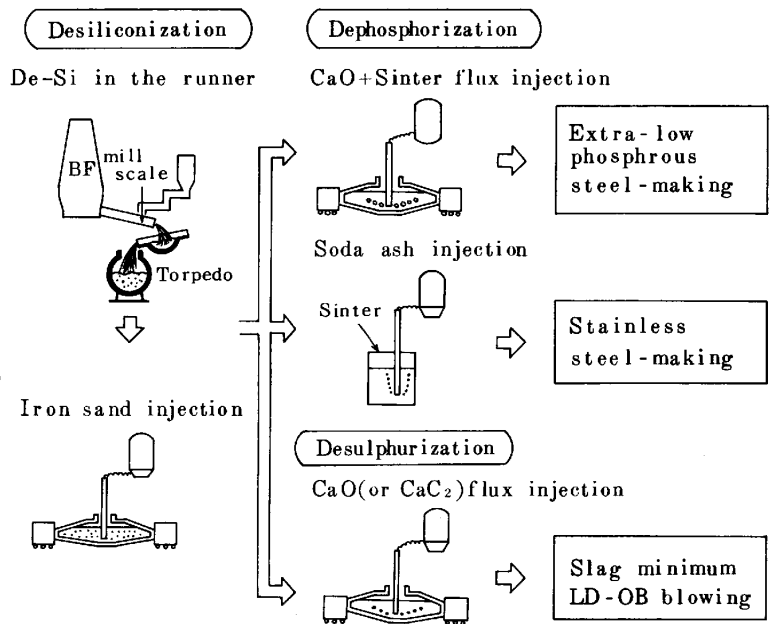 Desiliconization
De-Si in the runner
BF
mill
scale
Torpedo
Iron sand injection
Dephosphorization
CaO+Sinter flux injection
Extra-low
phosphrous
steel-making
Soda ash injection
Sinter
Stainless
steel-making
Desulphurization
CaO(or CaC₂)flux injection
Slag minimum
LD-OB blowing